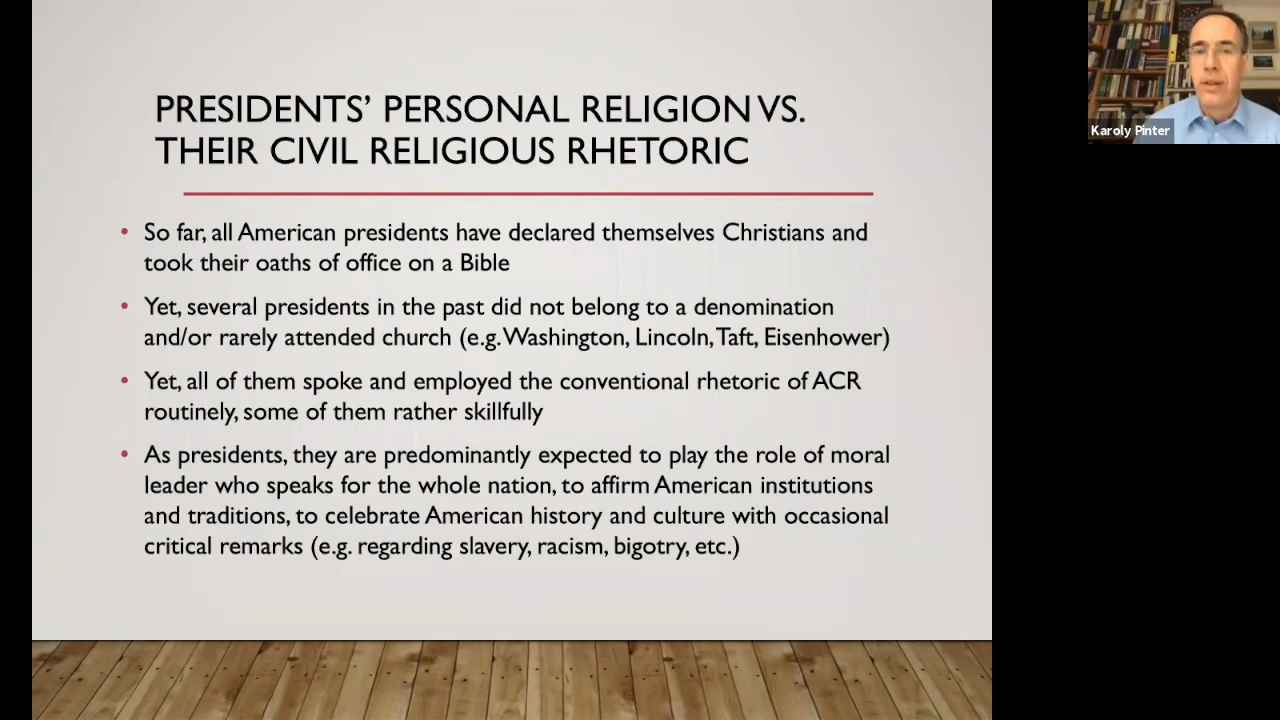 PRESIDENTS’ PERSONAL RELIGION VS.
THEIR CIVIL RELIGIOUS RHETORIC
• So far, all American presidents have declared themselves Christians and
took their oaths of office on a Bible
• Yet, several presidents in the past did not belong to a denomination
and/or rarely attended church (e.g. Washington, Lincoln, Taft, Eisenhower)
• Yet, all of them spoke and employed the conventional rhetoric of ACR
routinely, some of them rather skillfully
• As presidents, they are predominantly expected to play the role of moral
leader who speaks for the whole nation, to affirm American institutions
and traditions, to celebrate American history and culture with occasional
critical remarks (e.g. regarding slavery, racism, bigotry, etc.)
Karoly Pinter